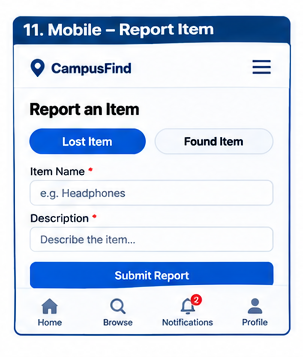 11. Mobile – Report Item
CampusFind
Report an Item
Lost Item
Found Item
Item Name *
e.g. Headphones
Description *
Describe the item...
Submit Report
2
Home
Browse
Notifications
Profile